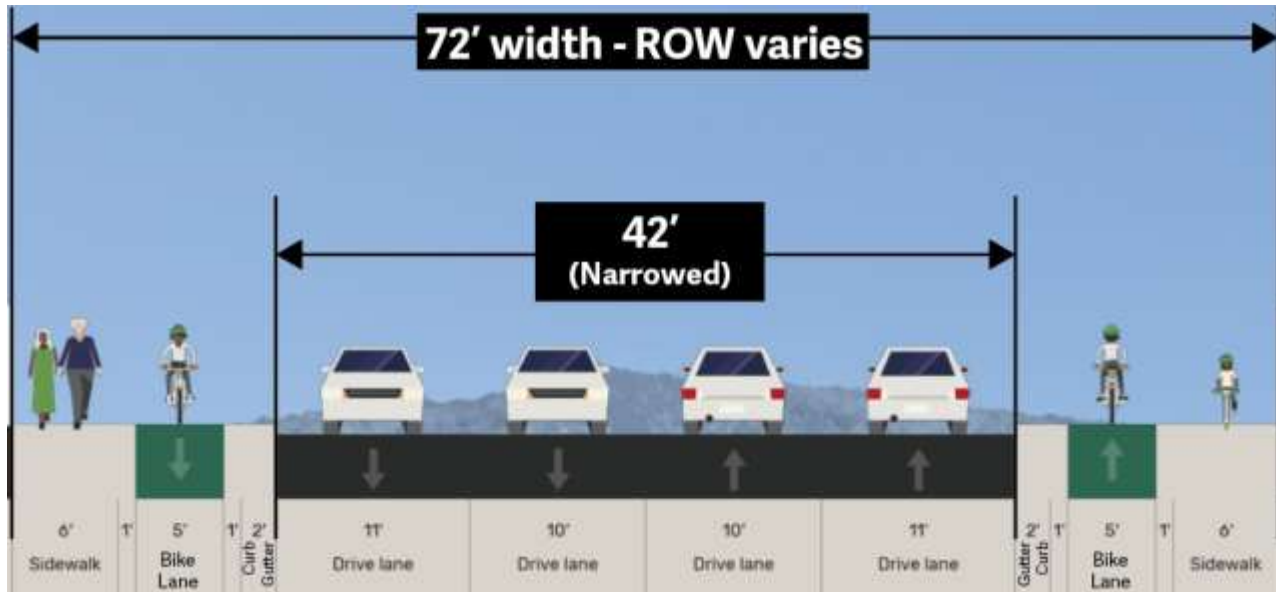 72' width - ROW varies
42'
(Narrowed)
6' 1' 5' 1' 2' 11' 10' 10' 11' 2' 1' 5' 1' 6'
Sidewalk
Bike
Lane
Curb
Gutter
Drive lane
Drive lane
Drive lane
Drive lane
Gutter
Curb
Bike
Lane
Sidewalk